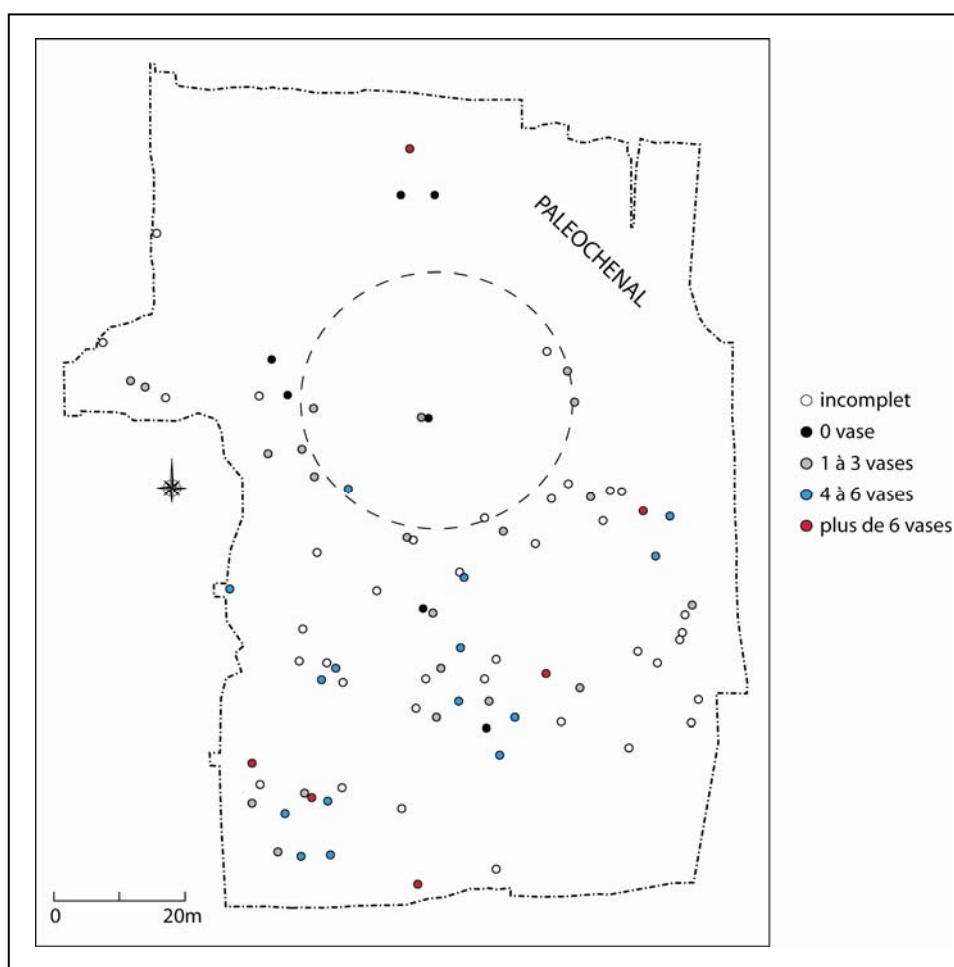 PALEOCHENAL
incomplet
0 vase
1 à 3 vases
4 à 6 vases
plus de 6 vases
0 20m